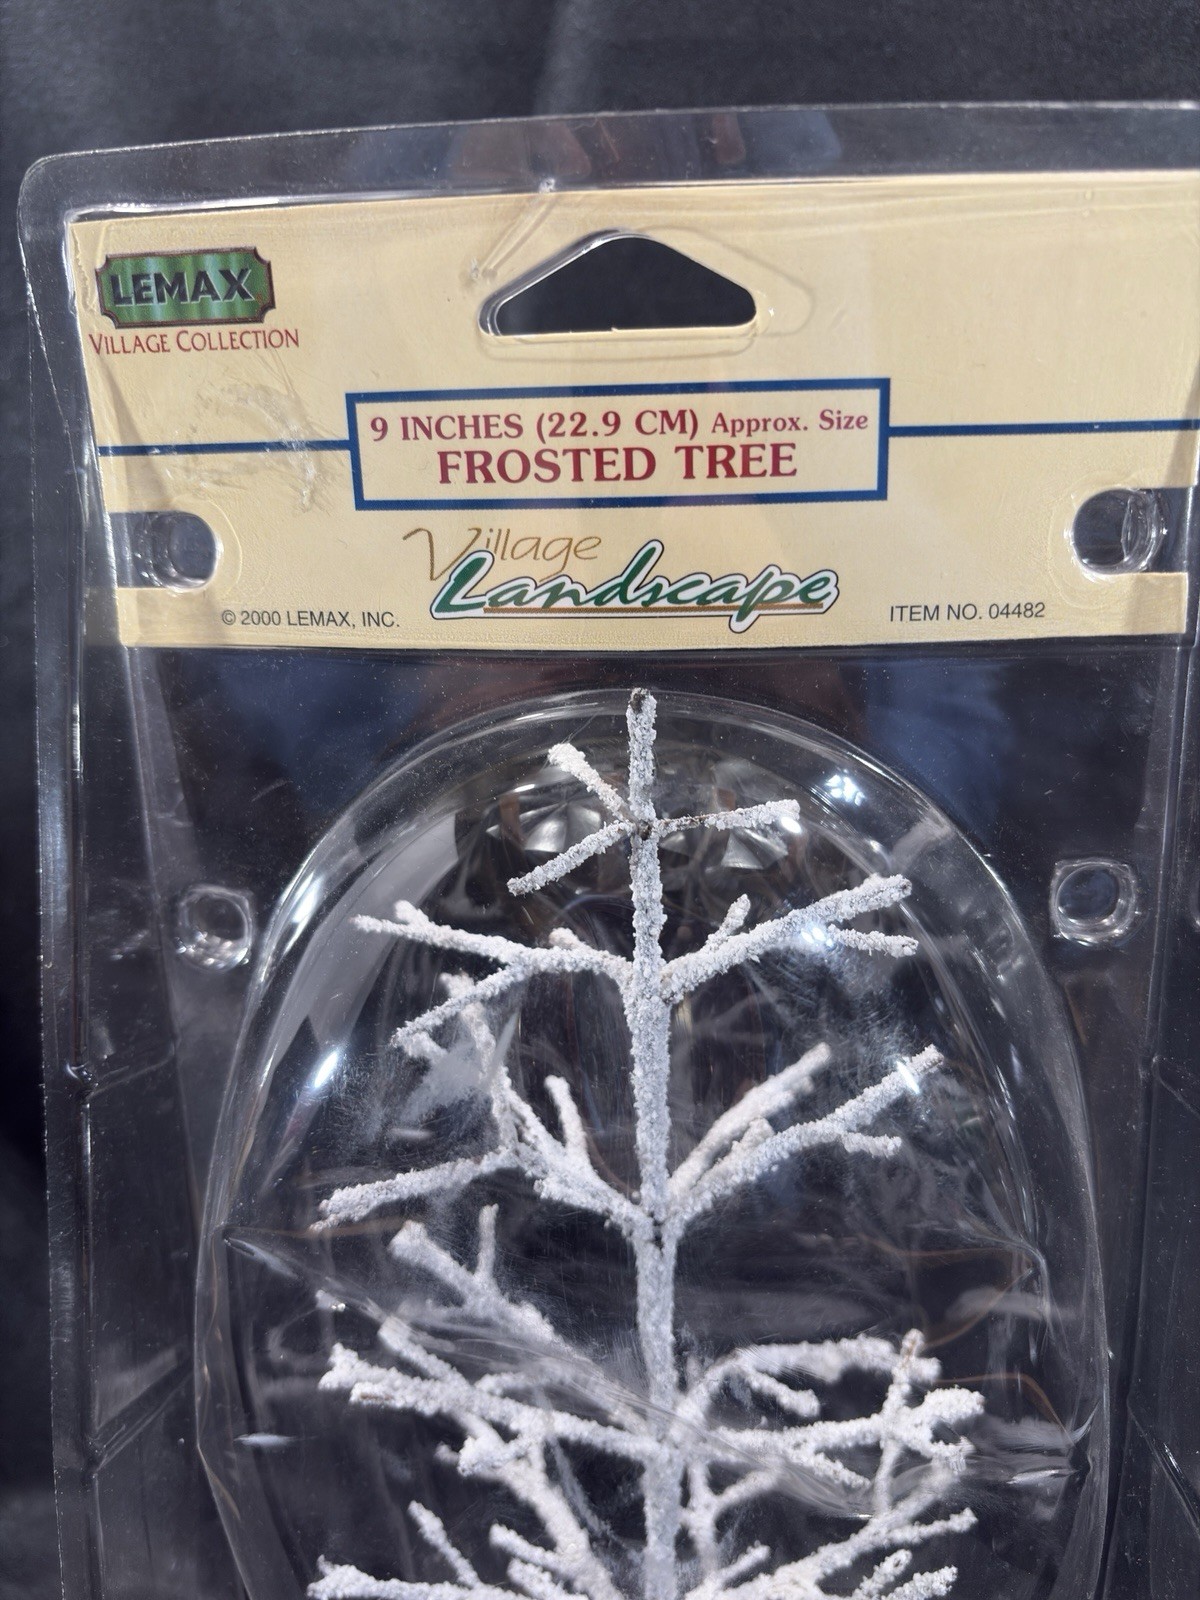 LEMAX
VILLAGE COLLECTION
9 INCHES (22.9 CM) Approx. Size
FROSTED TREE
Village
Landscape
© 2000 LEMAX, INC.
ITEM NO. 04482